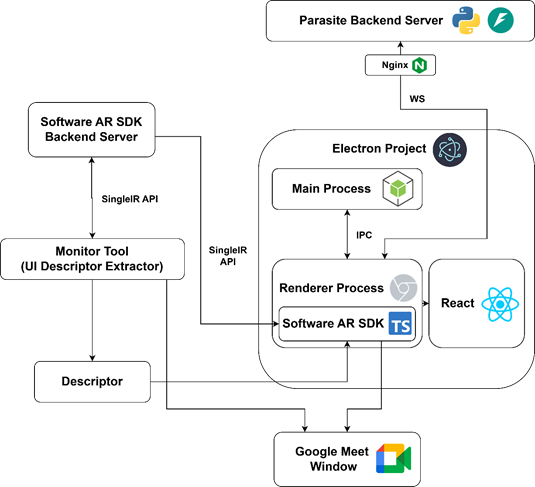 Parasite Backend Server
Nginx
WS
Software AR SDK
Backend Server
Electron Project
Main Process
SingleIR API
IPC
SingleIR
API
Monitor Tool
(UI Descriptor Extractor)
Renderer Process
React
Software AR SDK
TS
Descriptor
Google Meet
Window